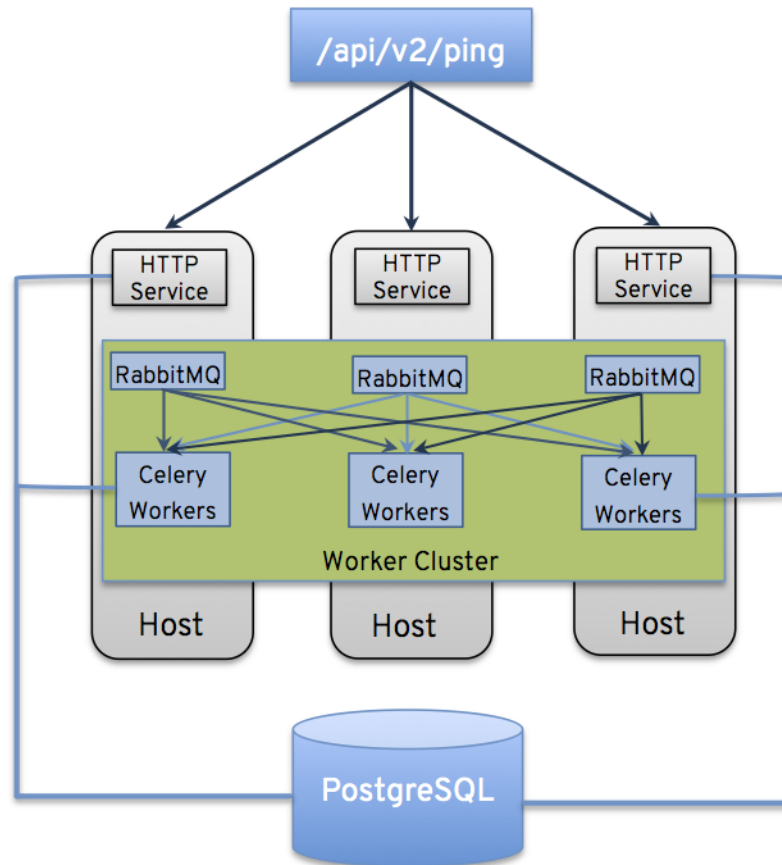 /api/v2/ping
HTTP
Service
HTTP
Service
HTTP
Service
RabbitMQ
RabbitMQ
RabbitMQ
Celery
Workers
Celery
Workers
Celery
Workers
Worker Cluster
Host
Host
Host
PostgreSQL